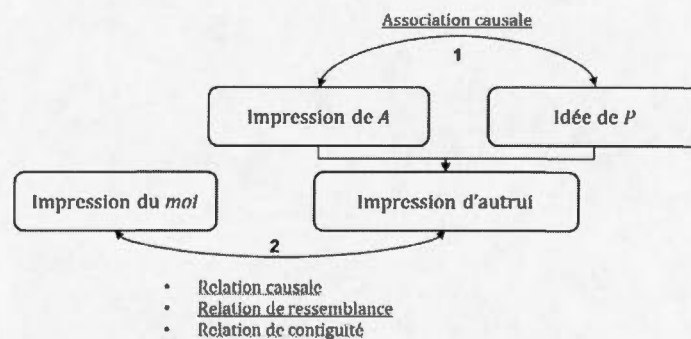 Association causale
1
Impression de A
Idée de P
Impression du moi
Impression d'autrui
2
• Relation causale
• Relation de ressemblance
• Relation de contiguïté